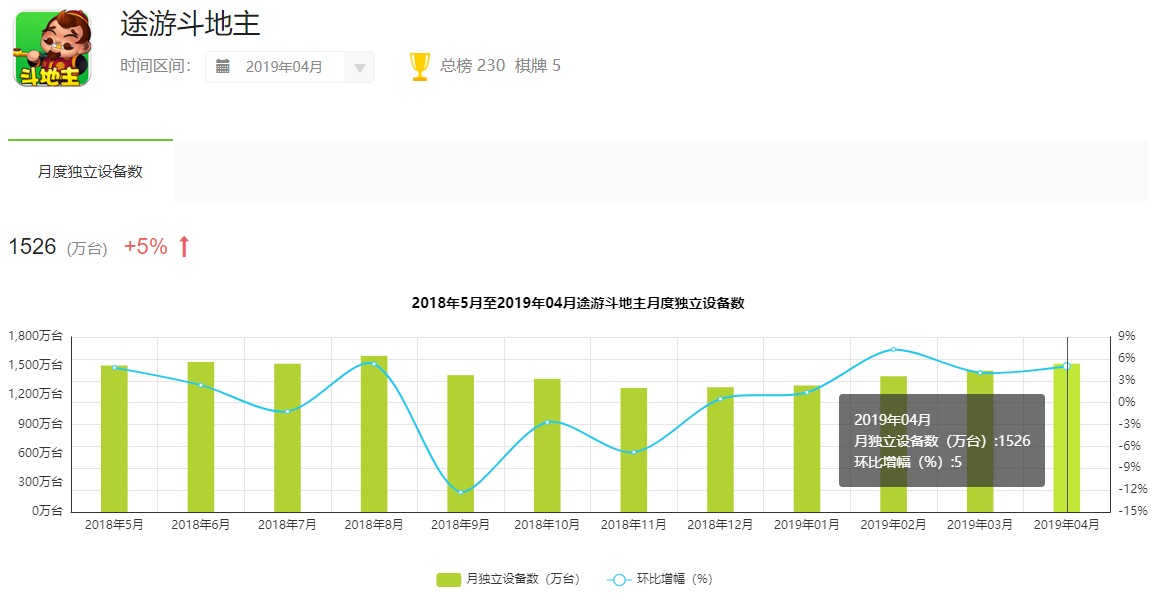 途游斗地主
斗地主
时间区间: 2019年04月 总榜 230 棋牌 5
月度独立设备数
1526 (万台) +5%
2018年5月至2019年04月途游斗地主月度独立设备数
1,800万台 9%
1,500万台 6%
1,200万台 3%
0%
900万台 -3%
600万台 -6%
300万台 -9%
-12%
0万台 -15%
2019年04月
月独立设备数（万台）:1526
环比增幅（%）:5
2018年5月 2018年6月 2018年7月 2018年8月 2018年9月 2018年10月 2018年11月 2018年12月 2019年01月 2019年02月 2019年03月 2019年04月
月独立设备数（万台） 环比增幅（%）